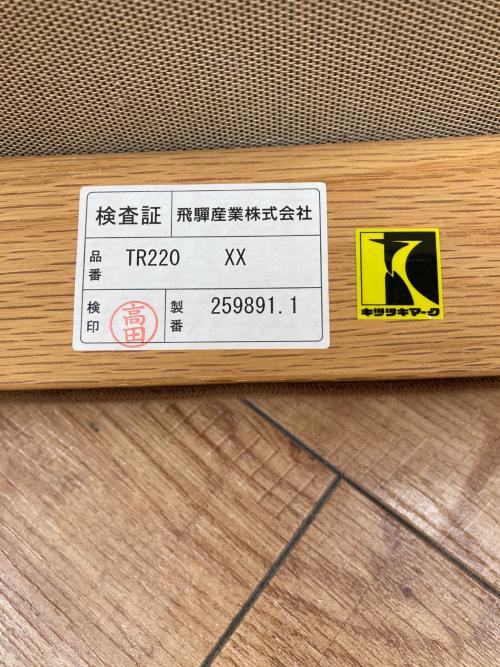 検査証 飛驒産業株式会社
品番 TR220 XX
検印 高田 製番 259891.1
キツツキマーク